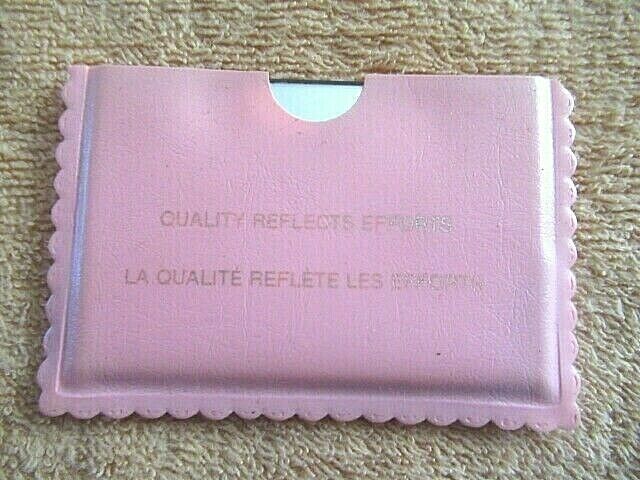 QUALITY REFLECTS EFFORTS
LA QUALITÉ REFLÈTE LES EFFORTS